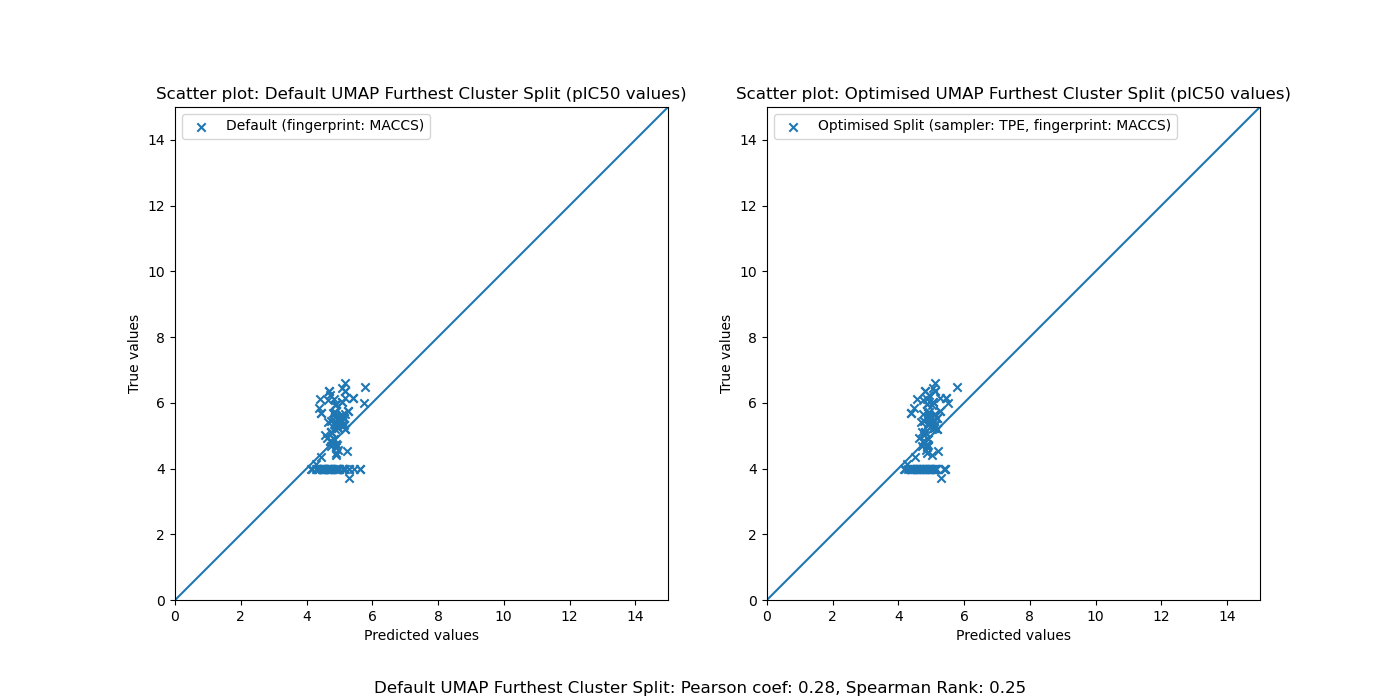 Scatter plot: Default UMAP Furthest Cluster Split (pIC50 values)
Default (fingerprint: MACCS)
True values
14
12
10
8
6
4
2
0
0 2 4 6 8 10 12 14
Predicted values
Scatter plot: Optimised UMAP Furthest Cluster Split (pIC50 values)
Optimised Split (sampler: TPE, fingerprint: MACCS)
True values
14
12
10
8
6
4
2
0
0 2 4 6 8 10 12 14
Predicted values
Default UMAP Furthest Cluster Split: Pearson coef: 0.28, Spearman Rank: 0.25